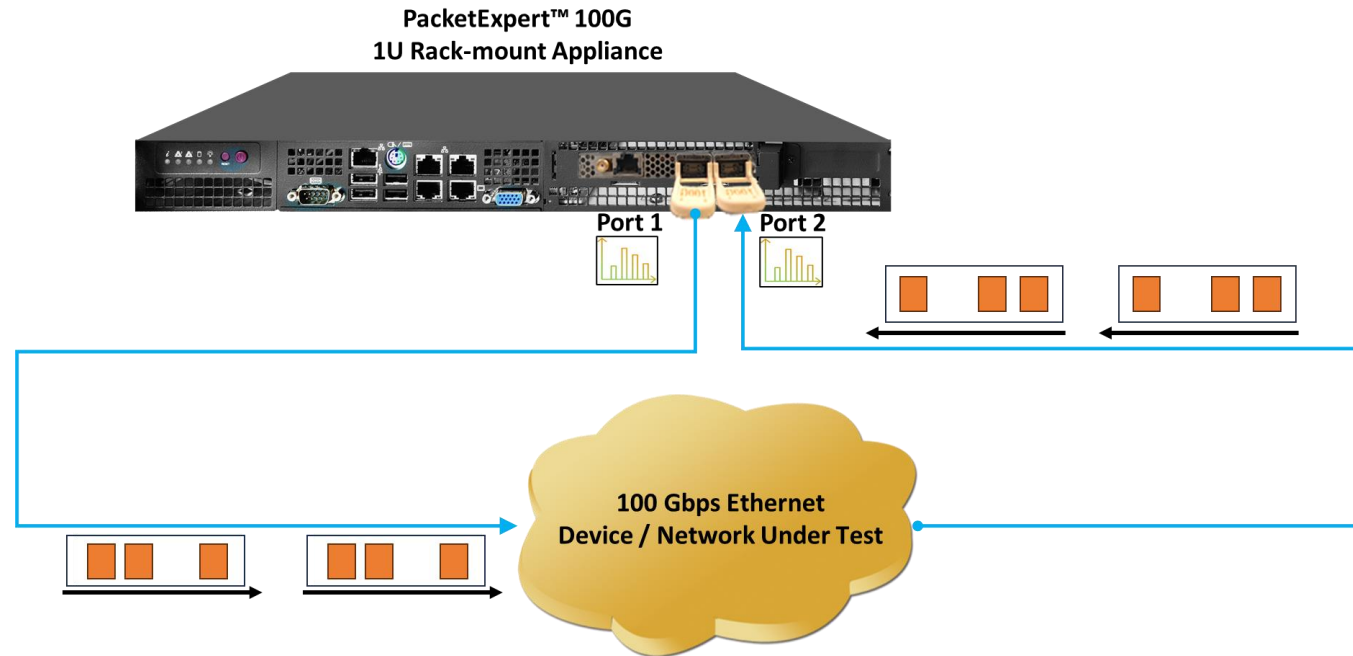 PacketExpert™ 100G
1U Rack-mount Appliance
Port 1
Port 2
100 Gbps Ethernet
Device / Network Under Test